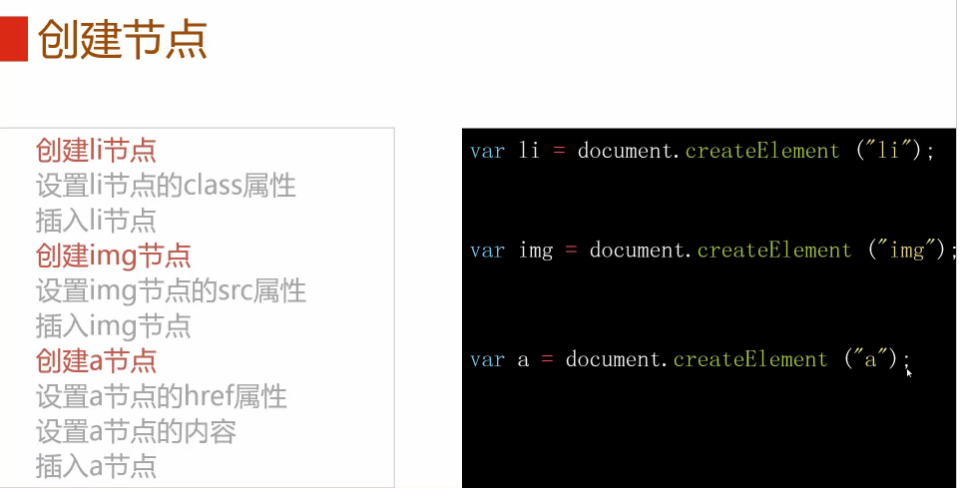 创建节点
创建li节点
设置li节点的class属性
插入li节点
创建img节点
设置img节点的src属性
插入img节点
创建a节点
设置a节点的href属性
设置a节点的内容
插入a节点
var li = document.createElement ("li");
var img = document.createElement ("img");
var a = document.createElement ("a");